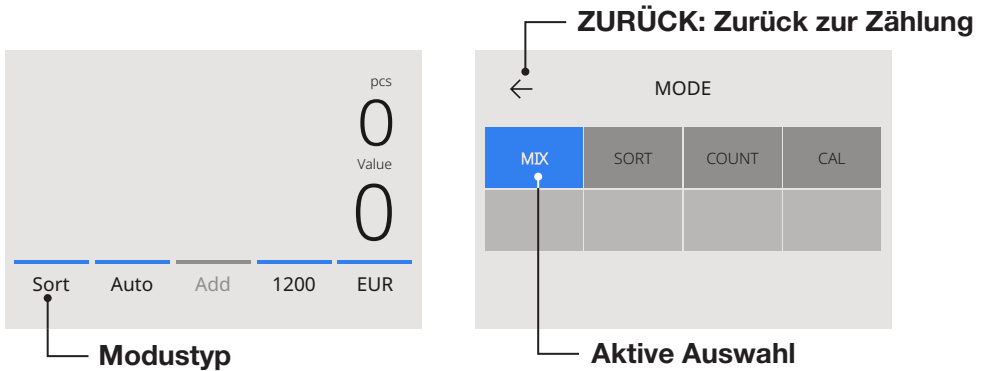 ZURÜCK: Zurück zur Zählung
pcs
0
Value
0
Sort Auto Add 1200 EUR
Modustyp
MODE
MIX SORT COUNT CAL
Aktive Auswahl